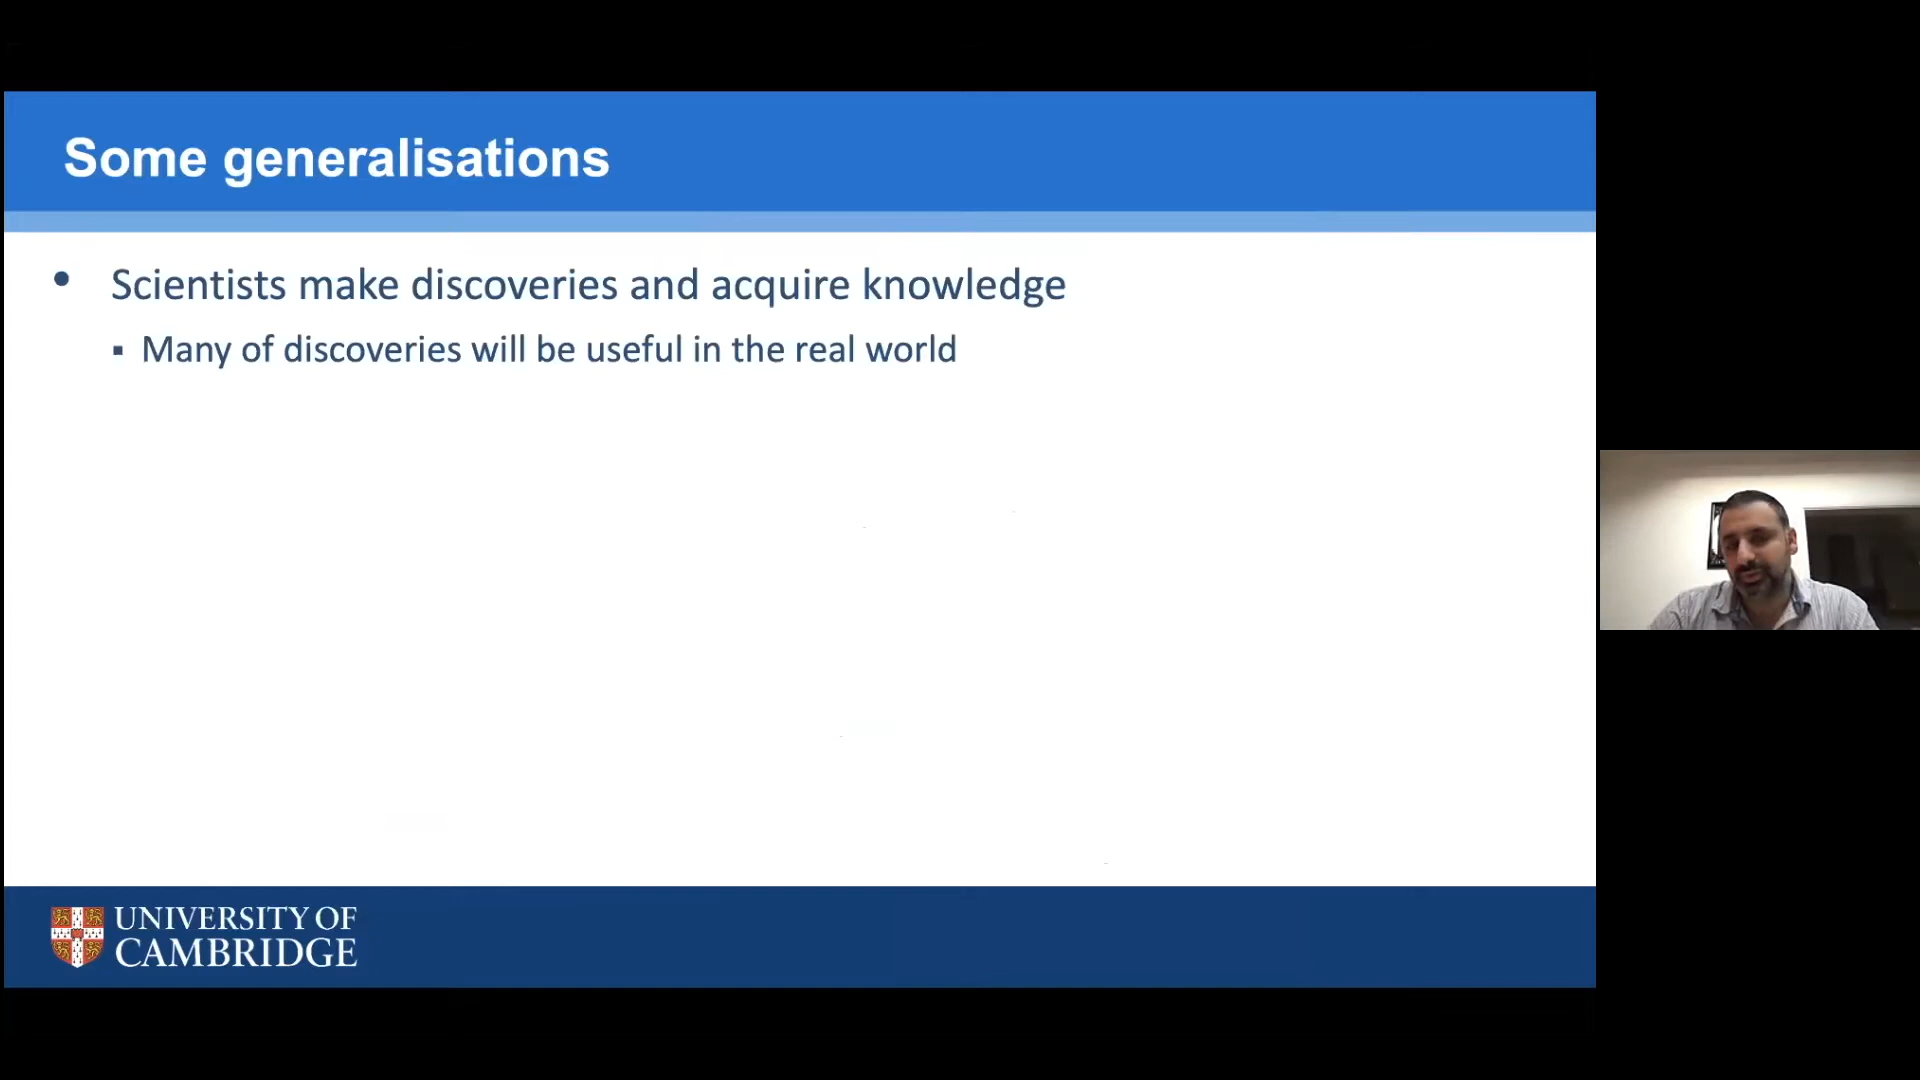 Some generalisations
Scientists make discoveries and acquire knowledge
Many of discoveries will be useful in the real world
UNIVERSITY OF
CAMBRIDGE